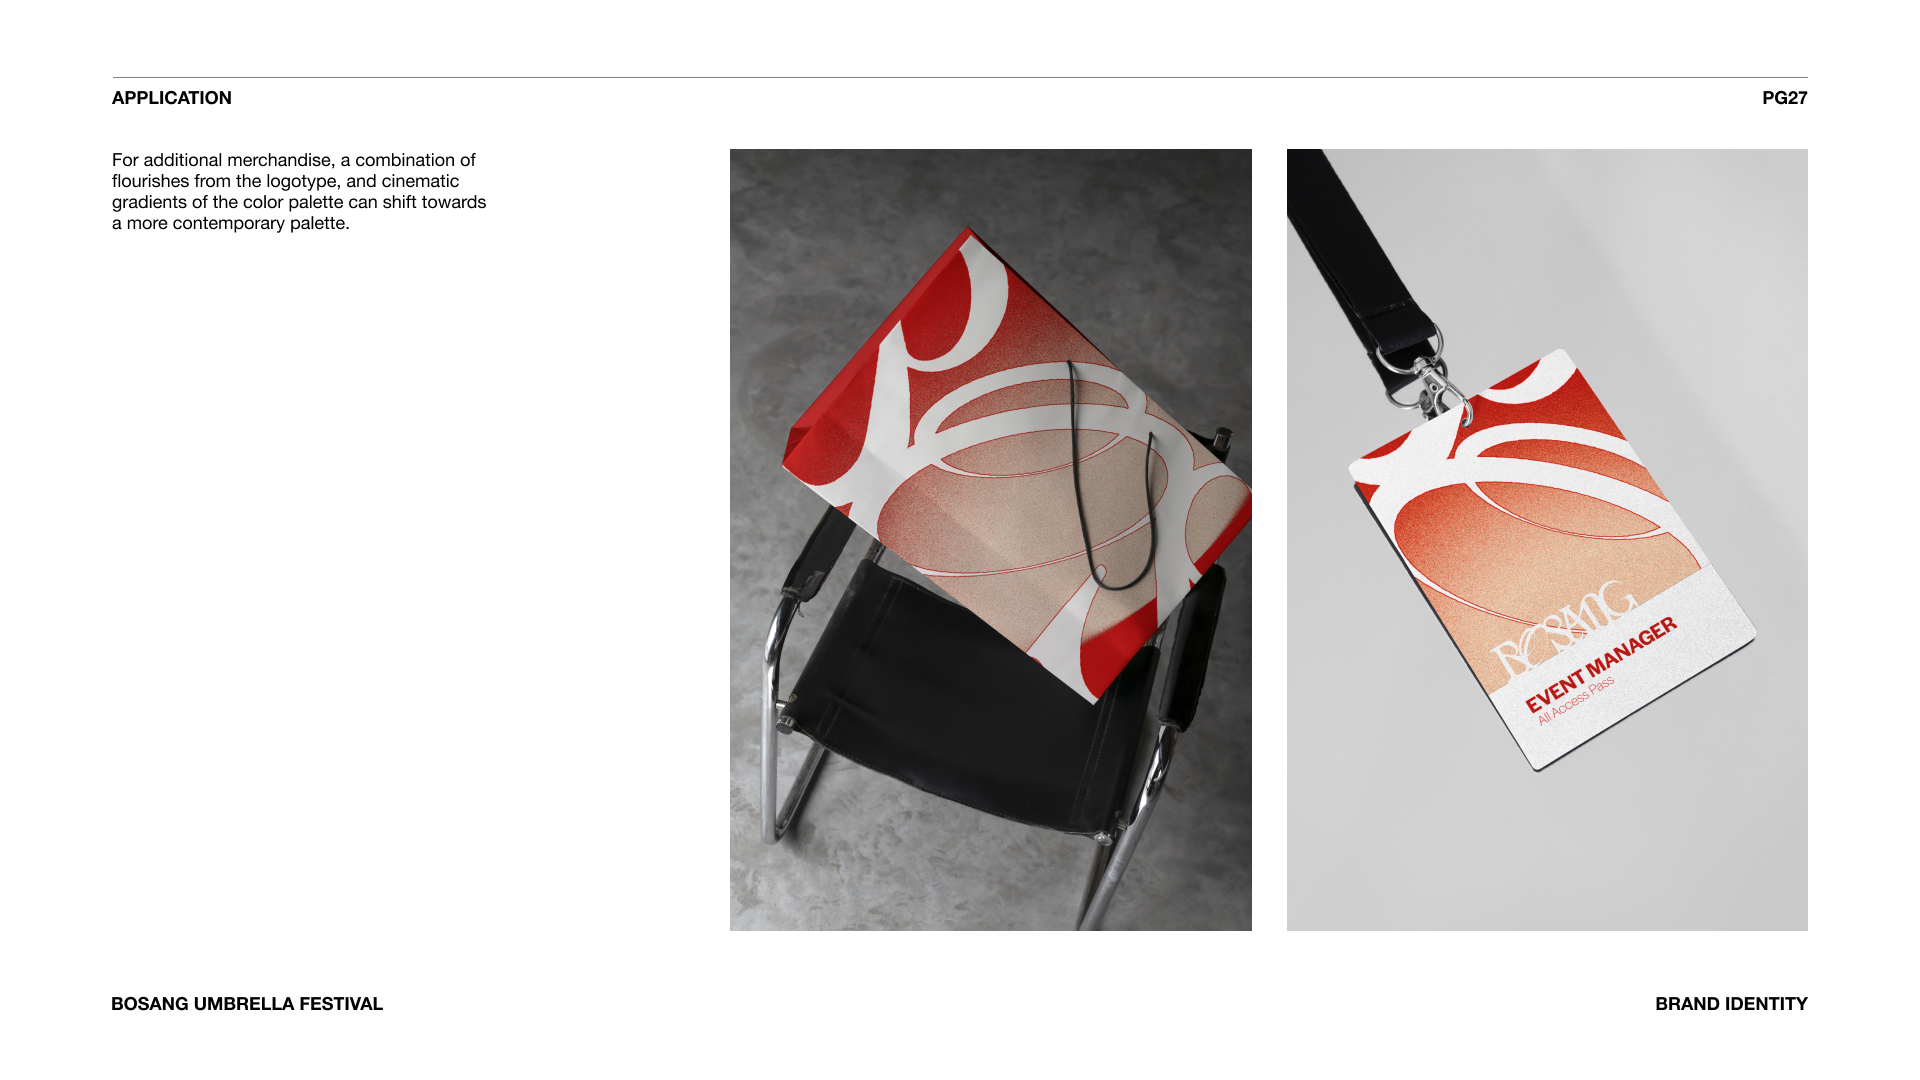 APPLICATION
PG27
For additional merchandise, a combination of
flourishes from the logotype, and cinematic
gradients of the color palette can shift towards
a more contemporary palette.
BOSANG
EVENT MANAGER
All Access Pass
BOSANG UMBRELLA FESTIVAL
BRAND IDENTITY